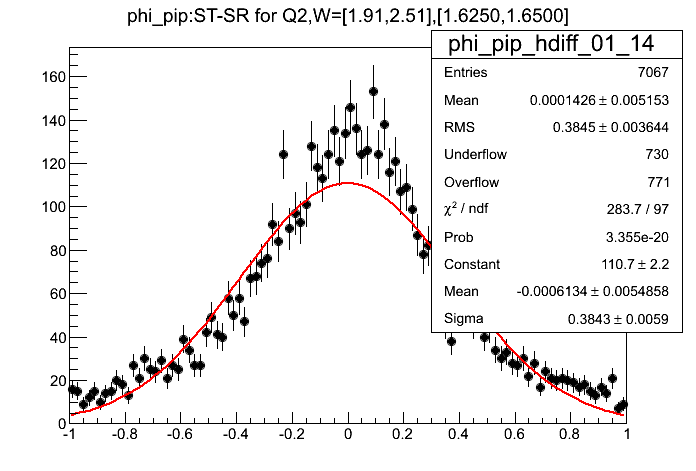 phi_pip:ST-SR for Q2,W=[1.91,2.51],[1.6250,1.6500]
phi_pip_hdiff_01_14
Entries 7067
Mean 0.0001426 ± 0.005153
RMS 0.3845 ± 0.003644
Underflow 730
Overflow 771
χ² / ndf 283.7 / 97
Prob 3.355e-20
Constant 110.7 ± 2.2
Mean -0.0006134 ± 0.0054858
Sigma 0.3843 ± 0.0059
160
140
120
100
80
60
40
20
0
-1 -0.8 -0.6 -0.4 -0.2 0 0.2 0.4 0.6 0.8 1